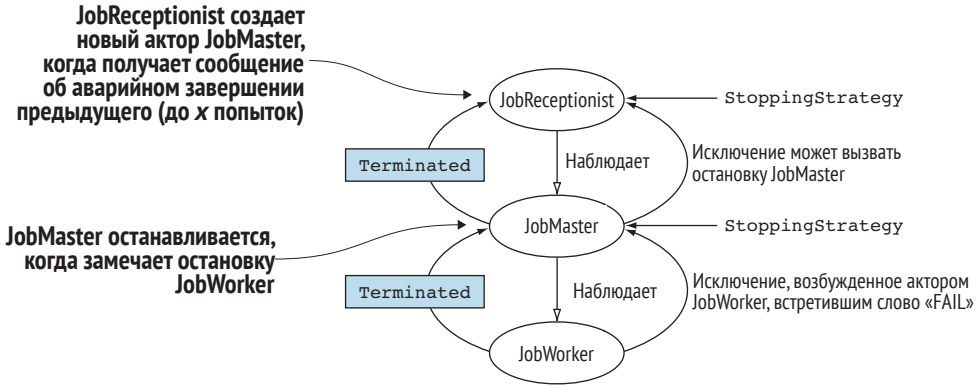 JobReceptionist создает
новый актор JobMaster,
когда получает сообщение
об аварийном завершении
предыдущего (до x попыток)
JobReceptionist
StoppingStrategy
Terminated
Наблюдает
Исключение может вызвать
остановку JobMaster
JobMaster останавливается,
когда замечает остановку
JobWorker
JobMaster
StoppingStrategy
Terminated
Наблюдает
Исключение, возбужденное актором
JobWorker, встретившим слово «FAIL»
JobWorker